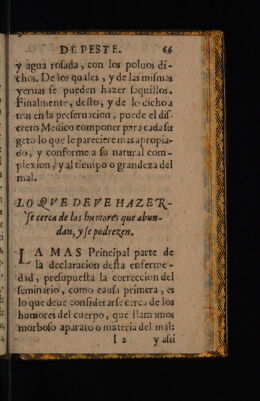 DE PESTE. 66
y agua rosada, con los poluos di-
chos. De los quales, y de las mismas
yeruas se pueden hazer saquillos.
Finalmente, desto, y de lo dicho a
tras en la preseruacion, puede el dis-
creto Medico componer para cada su
geto lo que le pareciere mas apropia-
do, y conforme a su natural com-
plexion, y al tiempo o grandeza del
mal.
LO QVE DEVE HAZER-
se cerca de los humores que abun-
dan, y se podrezen.
LA MAS Principal parte de
la declaracion desta enferme-
dad, presupuesta la correccion del
seminario, como causa primera, es
lo que deue considerarse cerca de los
humores del cuerpo, que llamamos
morboso aparato o materia del mal:
I 2 y assi